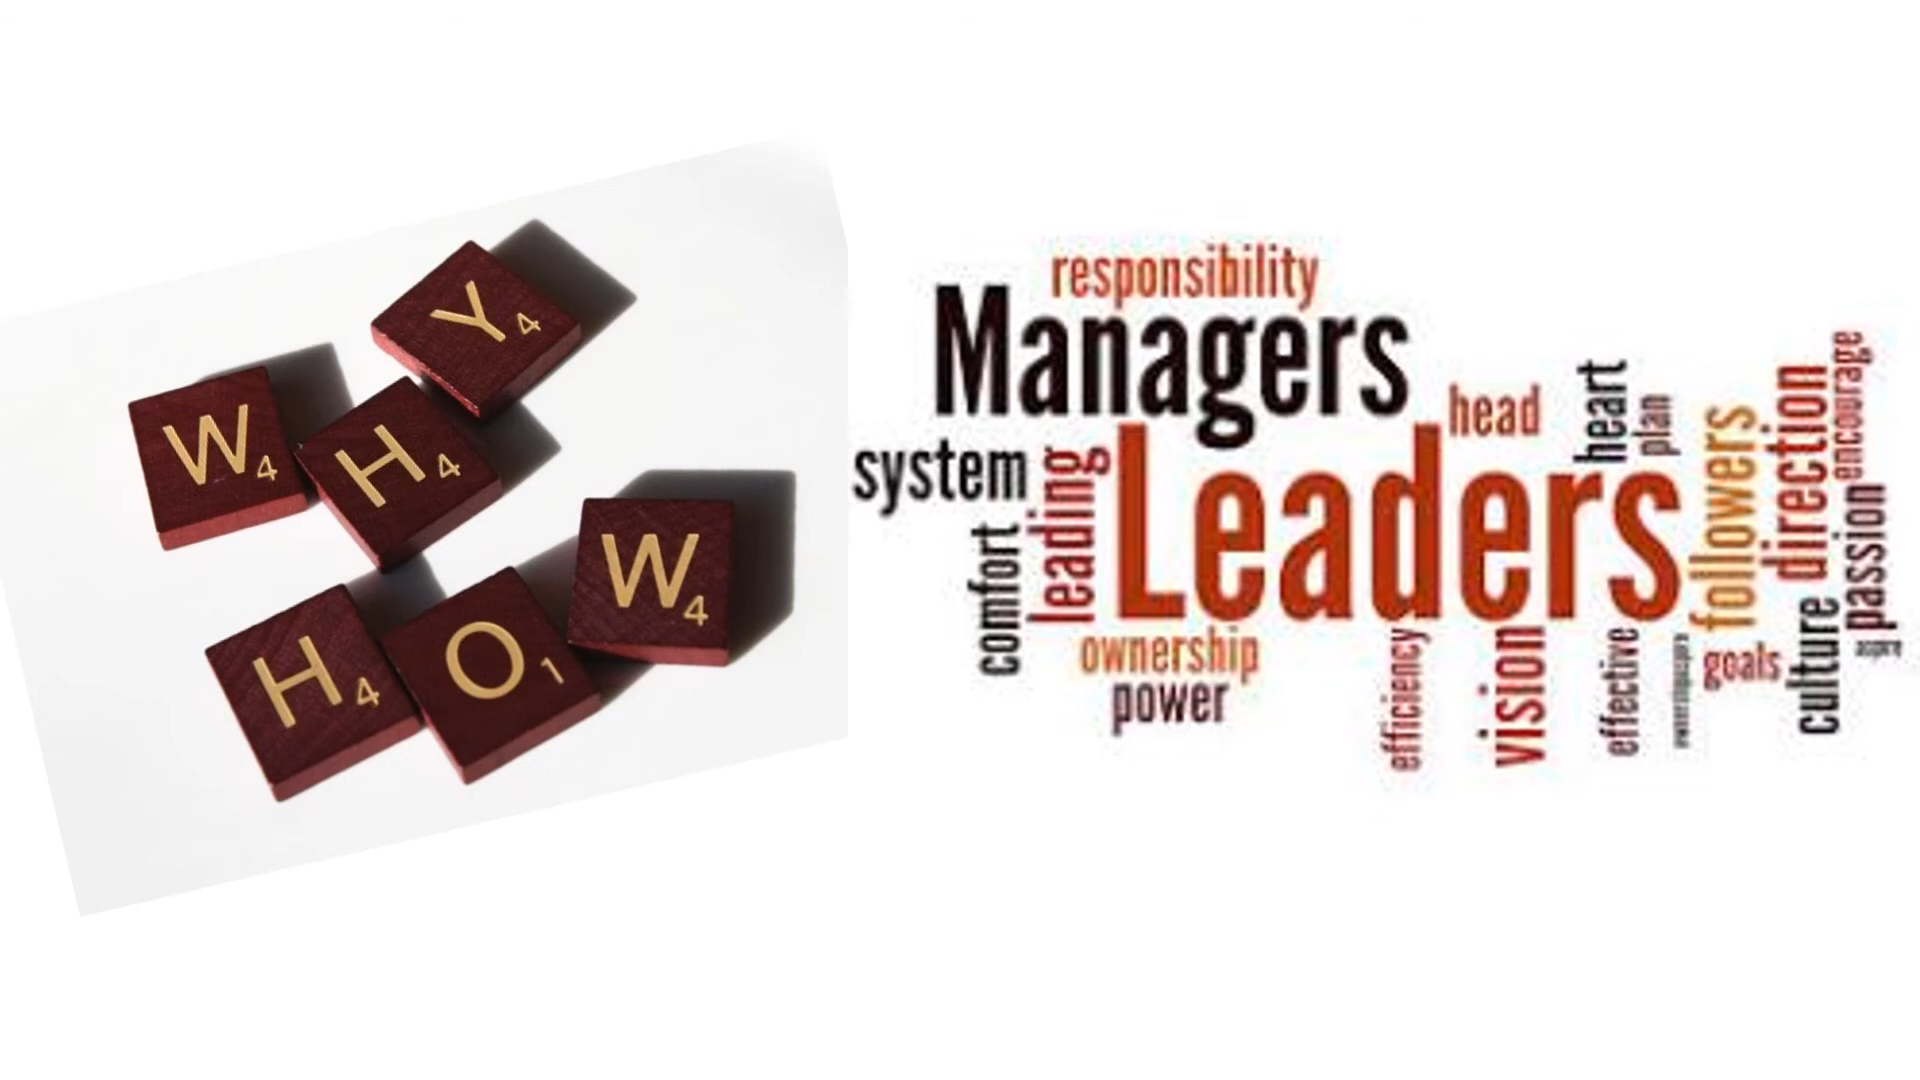 WHY
HOW
responsibility
Managers
head
system
leading
Leaders
heart
plan
followers
direction
encourage
passion
comfort
ownership
power
efficiency
vision
effective
goals
culture
aspire